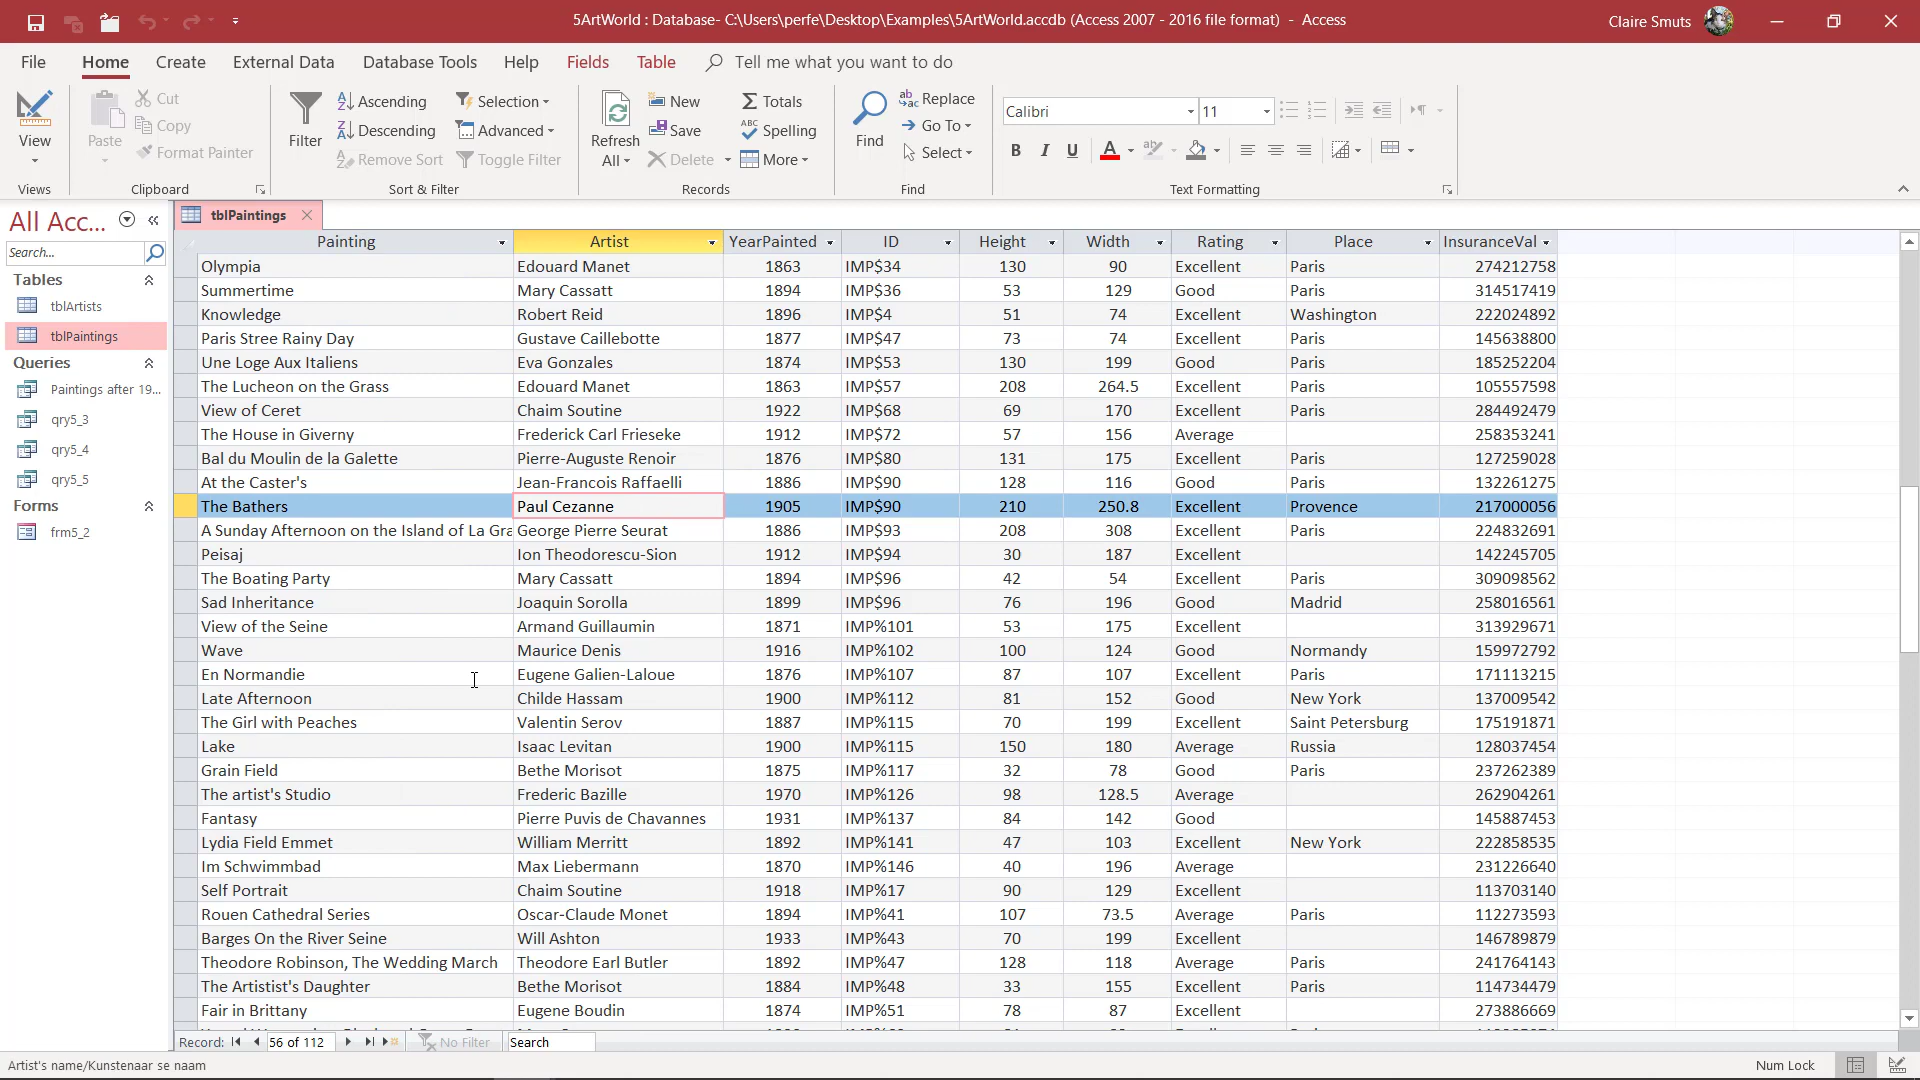 5ArtWorld : Database- C:\Users\perfe\Desktop\Examples\5ArtWorld.accdb (Access 2007 - 2016 file format)  -  Access
Claire Smuts
File Home Create External Data Database Tools Help Fields Table Tell me what you want to do
View
Views
Paste
Cut
Copy
Format Painter
Clipboard
Filter
Ascending
Descending
Remove Sort
Selection
Advanced
Toggle Filter
Sort & Filter
Refresh All
New
Save
Delete
Totals
Spelling
More
Records
Find
Replace
Go To
Select
Find
Calibri 11
B I U A
Text Formatting
All Acc...
Search...
Tables
tblArtists
tblPaintings
Queries
Paintings after 19...
qry5_3
qry5_4
qry5_5
Forms
frm5_2
tblPaintings
Painting Artist YearPainted ID Height Width Rating Place InsuranceVal
Olympia Edouard Manet 1863 IMP$34 130 90 Excellent Paris 274212758
Summertime Mary Cassatt 1894 IMP$36 53 129 Good Paris 314517419
Knowledge Robert Reid 1896 IMP$4 51 74 Excellent Washington 222024892
Paris Stree Rainy Day Gustave Caillebotte 1877 IMP$47 73 74 Excellent Paris 145638800
Une Loge Aux Italiens Eva Gonzales 1874 IMP$53 130 199 Good Paris 185252204
The Lucheon on the Grass Edouard Manet 1863 IMP$57 208 264.5 Excellent Paris 105557598
View of Ceret Chaim Soutine 1922 IMP$68 69 170 Excellent Paris 284492479
The House in Giverny Frederick Carl Frieseke 1912 IMP$72 57 156 Average 258353241
Bal du Moulin de la Galette Pierre-Auguste Renoir 1876 IMP$80 131 175 Excellent Paris 127259028
At the Caster's Jean-Francois Raffaelli 1886 IMP$90 128 116 Good Paris 132261275
The Bathers Paul Cezanne 1905 IMP$90 210 250.8 Excellent Provence 217000056
A Sunday Afternoon on the Island of La Gra George Pierre Seurat 1886 IMP$93 208 308 Excellent Paris 224832691
Peisaj Ion Theodorescu-Sion 1912 IMP$94 30 187 Excellent 142245705
The Boating Party Mary Cassatt 1894 IMP$96 42 54 Excellent Paris 309098562
Sad Inheritance Joaquin Sorolla 1899 IMP$96 76 196 Good Madrid 258016561
View of the Seine Armand Guillaumin 1871 IMP%101 53 175 Excellent 313929671
Wave Maurice Denis 1916 IMP%102 100 124 Good Normandy 159972792
En Normandie Eugene Galien-Laloue 1876 IMP%107 87 107 Excellent Paris 171113215
Late Afternoon Childe Hassam 1900 IMP%112 81 152 Good New York 137009542
The Girl with Peaches Valentin Serov 1887 IMP%115 70 199 Excellent Saint Petersburg 175191871
Lake Isaac Levitan 1900 IMP%115 150 180 Average Russia 128037454
Grain Field Bethe Morisot 1875 IMP%117 32 78 Good Paris 237262389
The artist's Studio Frederic Bazille 1970 IMP%126 98 128.5 Average 262904261
Fantasy Pierre Puvis de Chavannes 1931 IMP%137 84 142 Good 145887453
Lydia Field Emmet William Merritt 1892 IMP%141 47 103 Excellent New York 222858535
Im Schwimmbad Max Liebermann 1870 IMP%146 40 196 Average 231226640
Self Portrait Chaim Soutine 1918 IMP%17 90 129 Excellent 113703140
Rouen Cathedral Series Oscar-Claude Monet 1894 IMP%41 107 73.5 Average Paris 112273593
Barges On the River Seine Will Ashton 1933 IMP%43 70 199 Excellent 146789879
Theodore Robinson, The Wedding March Theodore Earl Butler 1892 IMP%47 128 118 Average Paris 241764143
The Artistist's Daughter Bethe Morisot 1884 IMP%48 33 155 Excellent Paris 114734479
Fair in Brittany Eugene Boudin 1874 IMP%51 78 87 Excellent 273886669
Record: 56 of 112 No Filter Search
Artist's name/Kunstenaar se naam
Num Lock